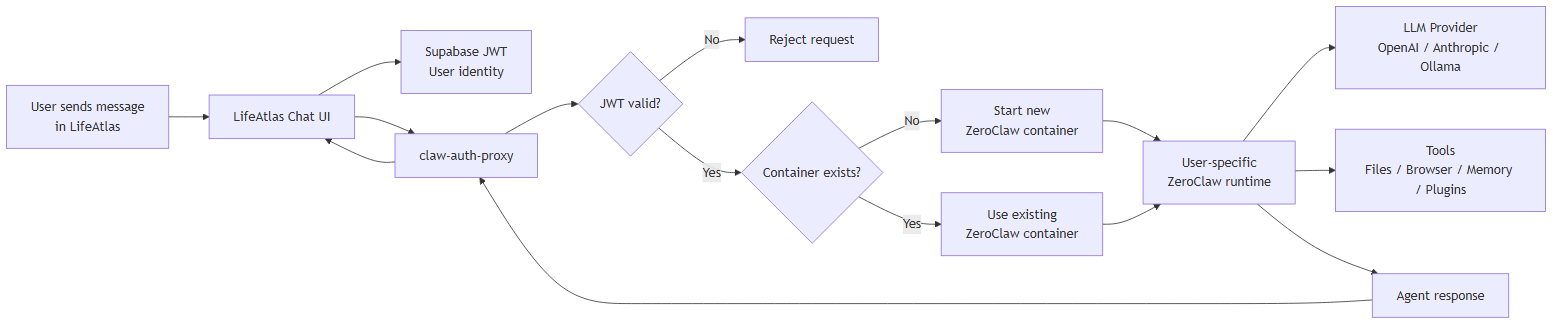 User sends message
in LifeAtlas
LifeAtlas Chat UI
Supabase JWT
User identity
claw-auth-proxy
JWT valid?
No
Reject request
Yes
Container exists?
No
Start new
ZeroClaw container
Yes
Use existing
ZeroClaw container
User-specific
ZeroClaw runtime
LLM Provider
OpenAI / Anthropic /
Ollama
Tools
Files / Browser / Memory
/ Plugins
Agent response